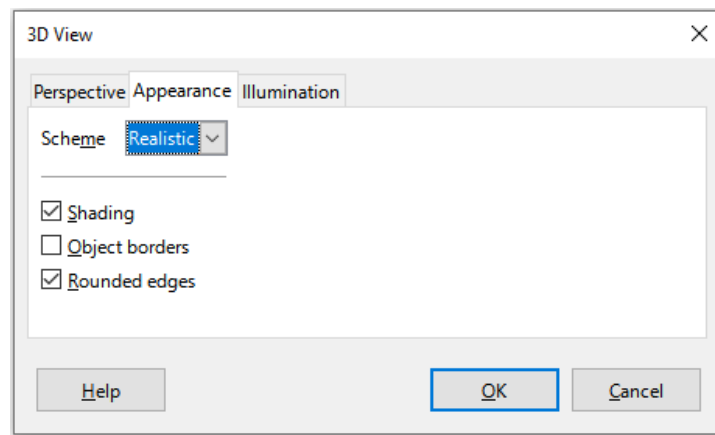 3D View
Perspective Appearance Illumination
Scheme Realistic
Shading
Object borders
Rounded edges
Help OK Cancel